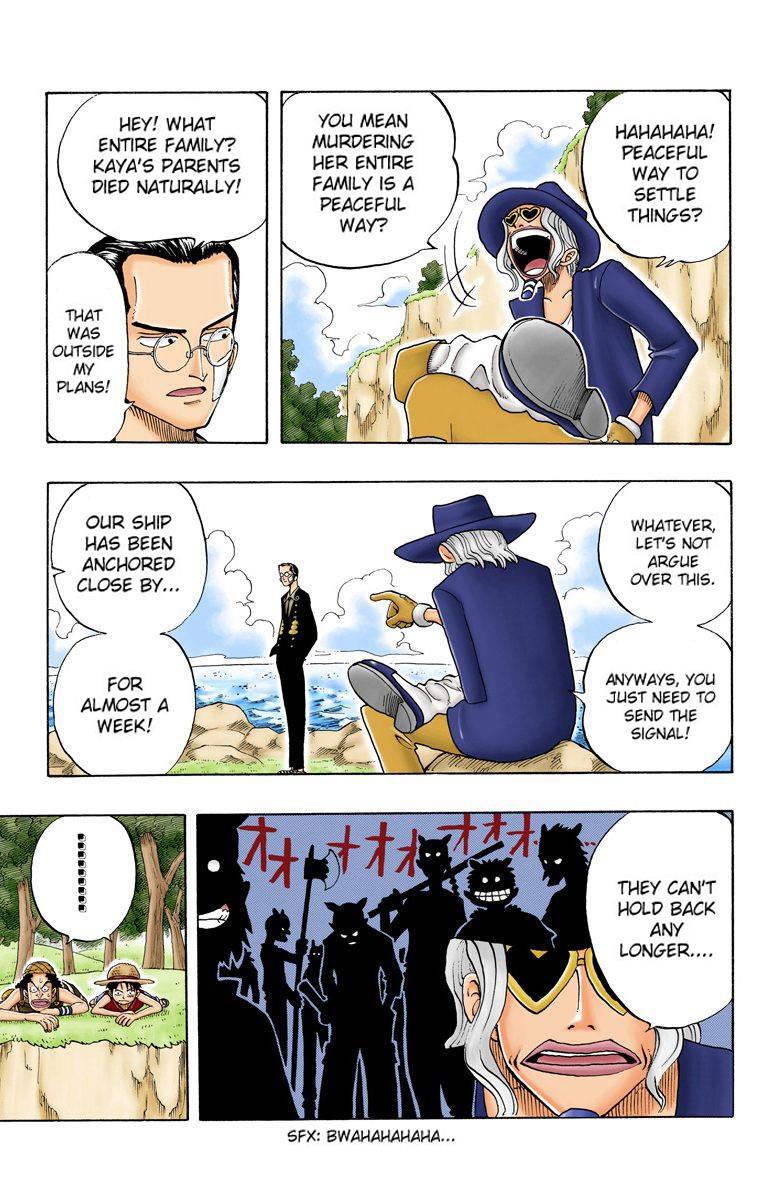 HAHAHAHA!
PEACEFUL
WAY TO
SETTLE
THINGS?
YOU MEAN
MURDERING
HER ENTIRE
FAMILY IS A
PEACEFUL
WAY?
HEY! WHAT
ENTIRE FAMILY?
KAYA'S PARENTS
DIED NATURALLY!
THAT
WAS
OUTSIDE
MY
PLANS!
WHATEVER,
LET'S NOT
ARGUE
OVER THIS.
ANYWAYS, YOU
JUST NEED TO
SEND THE
SIGNAL!
OUR SHIP
HAS BEEN
ANCHORED
CLOSE BY...
FOR
ALMOST A
WEEK!
THEY CAN'T
HOLD BACK
ANY
LONGER....
オオオオオオオオ...
SFX: BWAHAHAHAHA...